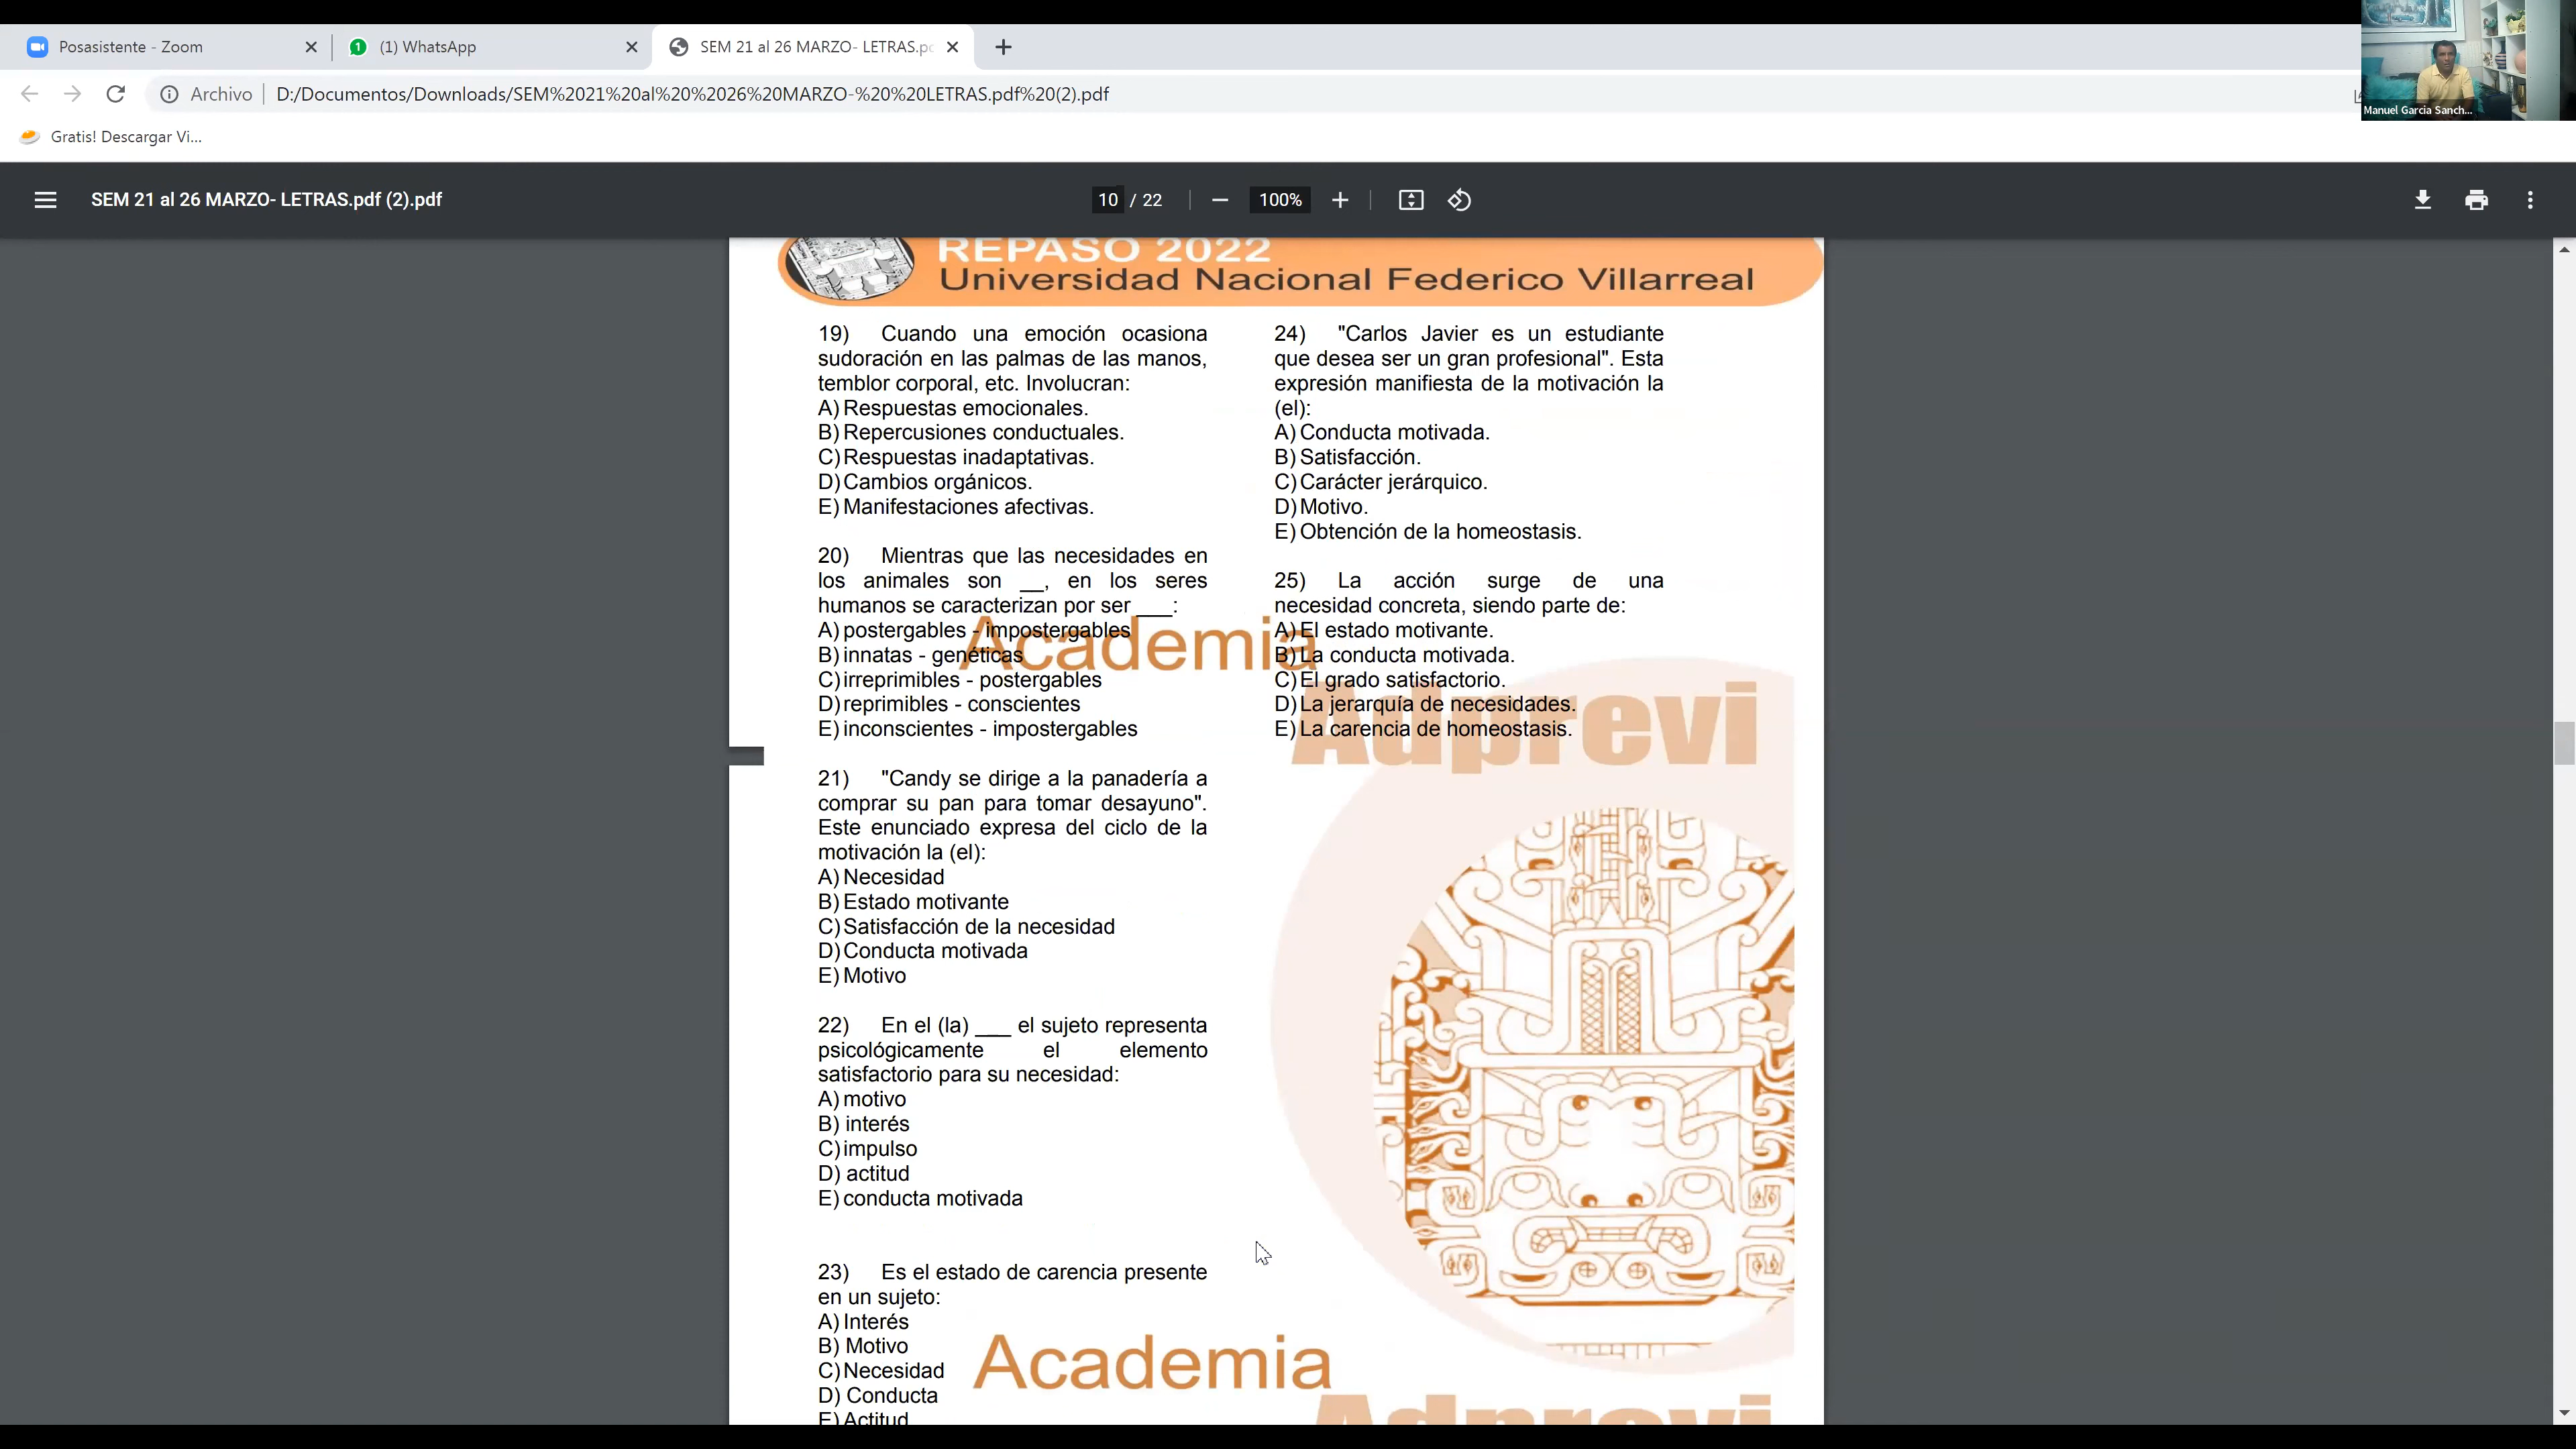 Posasistente - Zoom
(1) WhatsApp
SEM 21 al 26 MARZO- LETRAS.pc
Archivo
D:/Documentos/Downloads/SEM%2021%20al%20%2026%20MARZO-%20%20LETRAS.pdf%20(2).pdf
Manuel Garcia Sanch...
Gratis! Descargar Vi...
SEM 21 al 26 MARZO- LETRAS.pdf (2).pdf
10 / 22
100%
REPASO 2022
Universidad Nacional Federico Villarreal
19) Cuando una emoción ocasiona
sudoración en las palmas de las manos,
temblor corporal, etc. Involucran:
A) Respuestas emocionales.
B) Repercusiones conductuales.
C) Respuestas inadaptativas.
D) Cambios orgánicos.
E) Manifestaciones afectivas.
20) Mientras que las necesidades en
los animales son __, en los seres
humanos se caracterizan por ser ___:
A) postergables - impostergables
B) innatas - genéticas
C) irreprimibles - postergables
D) reprimibles - conscientes
E) inconscientes - impostergables
21) "Candy se dirige a la panadería a
comprar su pan para tomar desayuno".
Este enunciado expresa del ciclo de la
motivación la (el):
A) Necesidad
B) Estado motivante
C) Satisfacción de la necesidad
D) Conducta motivada
E) Motivo
22) En el (la) ___ el sujeto representa
psicológicamente el elemento
satisfactorio para su necesidad:
A) motivo
B) interés
C) impulso
D) actitud
E) conducta motivada
23) Es el estado de carencia presente
en un sujeto:
A) Interés
B) Motivo
C) Necesidad
D) Conducta
E) Actitud
24) "Carlos Javier es un estudiante
que desea ser un gran profesional". Esta
expresión manifiesta de la motivación la
(el):
A) Conducta motivada.
B) Satisfacción.
C) Carácter jerárquico.
D) Motivo.
E) Obtención de la homeostasis.
25) La acción surge de una
necesidad concreta, siendo parte de:
A) El estado motivante.
B) La conducta motivada.
C) El grado satisfactorio.
D) La jerarquía de necesidades.
E) La carencia de homeostasis.
Academia
Adprevi
Academia
Adprevi